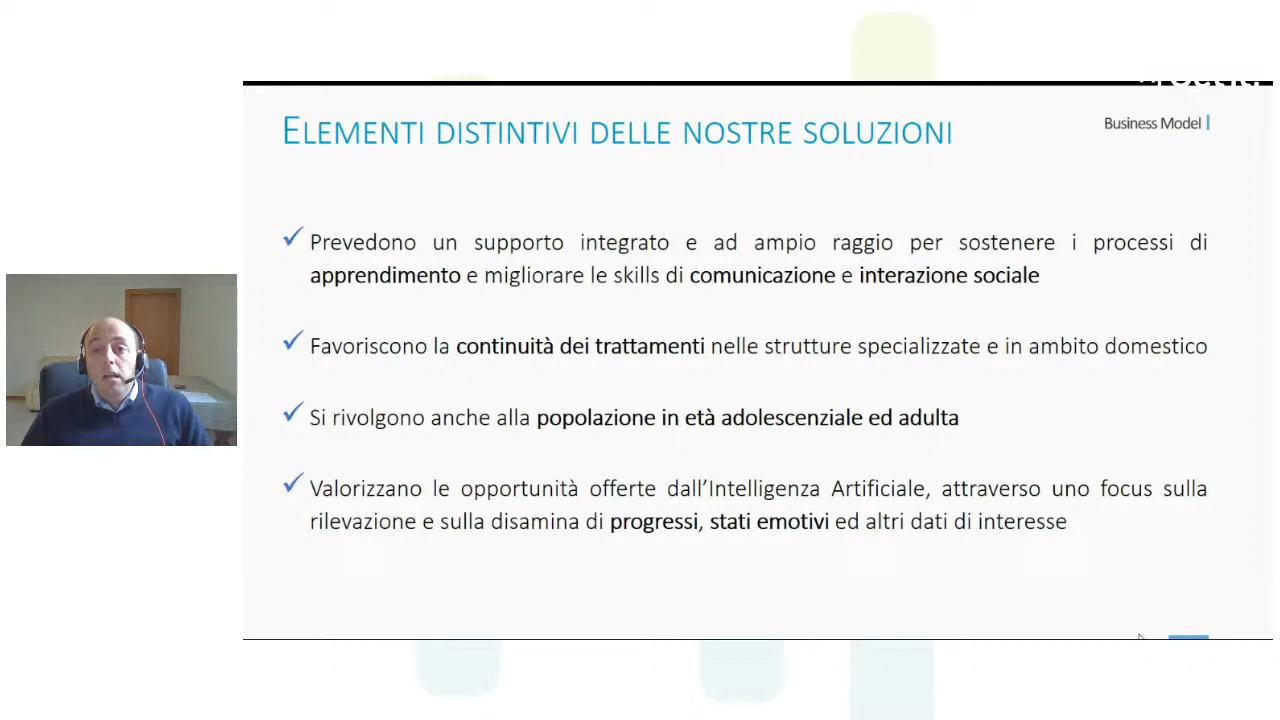 ELEMENTI DISTINTIVI DELLE NOSTRE SOLUZIONI
Business Model
Prevedono un supporto integrato e ad ampio raggio per sostenere i processi di
apprendimento e migliorare le skills di comunicazione e interazione sociale
Favoriscono la continuità dei trattamenti nelle strutture specializzate e in ambito domestico
Si rivolgono anche alla popolazione in età adolescenziale ed adulta
Valorizzano le opportunità offerte dall’Intelligenza Artificiale, attraverso uno focus sulla
rilevazione e sulla disamina di progressi, stati emotivi ed altri dati di interesse